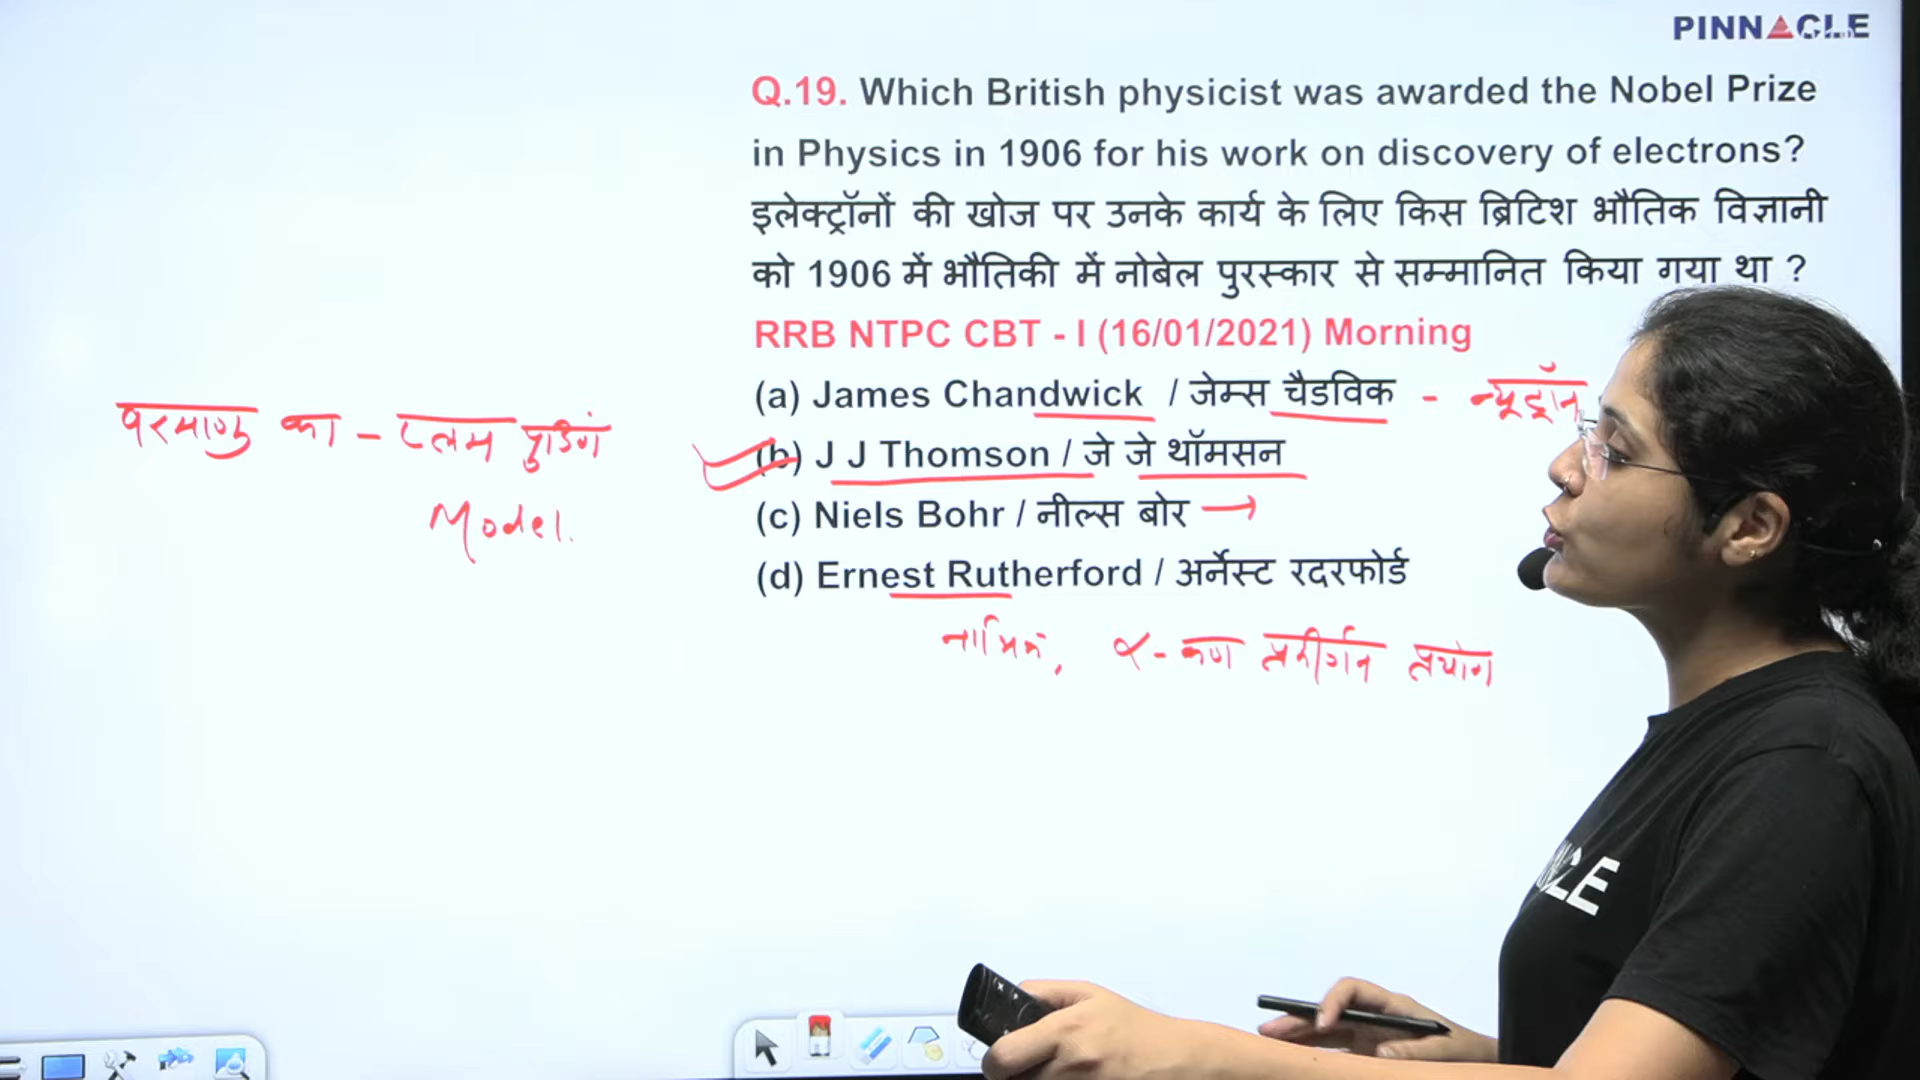 PINNACLE
Q.19. Which British physicist was awarded the Nobel Prize
in Physics in 1906 for his work on discovery of electrons?
इलेक्ट्रॉनों की खोज पर उनके कार्य के लिए किस ब्रिटिश भौतिक विज्ञानी
को 1906 में भौतिकी में नोबेल पुरस्कार से सम्मानित किया गया था ?
RRB NTPC CBT - I (16/01/2021) Morning
(a) James Chandwick / जेम्स चैडविक - न्यूट्रॉन
(b) J J Thomson / जे जे थॉमसन
(c) Niels Bohr / नील्स बोर →
(d) Ernest Rutherford / अर्नेस्ट रदरफोर्ड
नाभिक, α- कण प्रकीर्णन प्रयोग
परमाणु का - प्लम पुडिंग
Model.